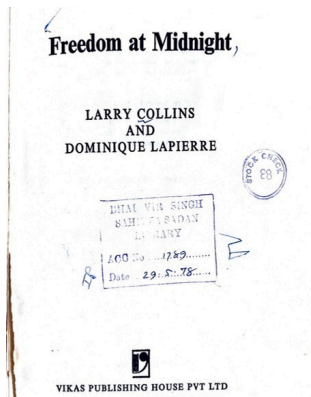 Freedom at Midnight,
LARRY COLLINS
AND
DOMINIQUE LAPIERRE
STOCK CHECK
83
BHAI VIR SINGH
SAHITYA SADAN
LIBRARY
ACC No ....1789.........
Date ..29.5.78......
VIKAS PUBLISHING HOUSE PVT LTD